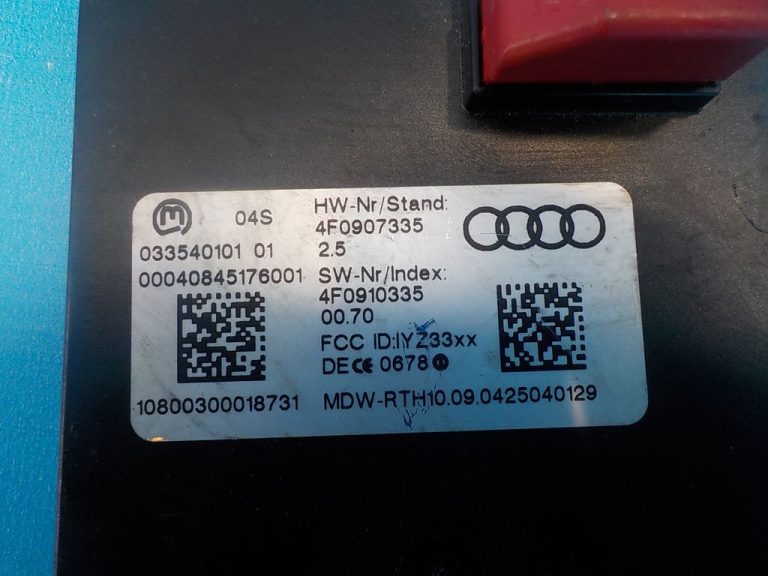 M 04S
033540101 01
00040845176001
10800300018731
HW-Nr/Stand:
4F0907335
2.5
SW-Nr/Index:
4F0910335
00.70
FCC ID:IYZ33xx
DE CE 0678
MDW-RTH10.09.0425040129